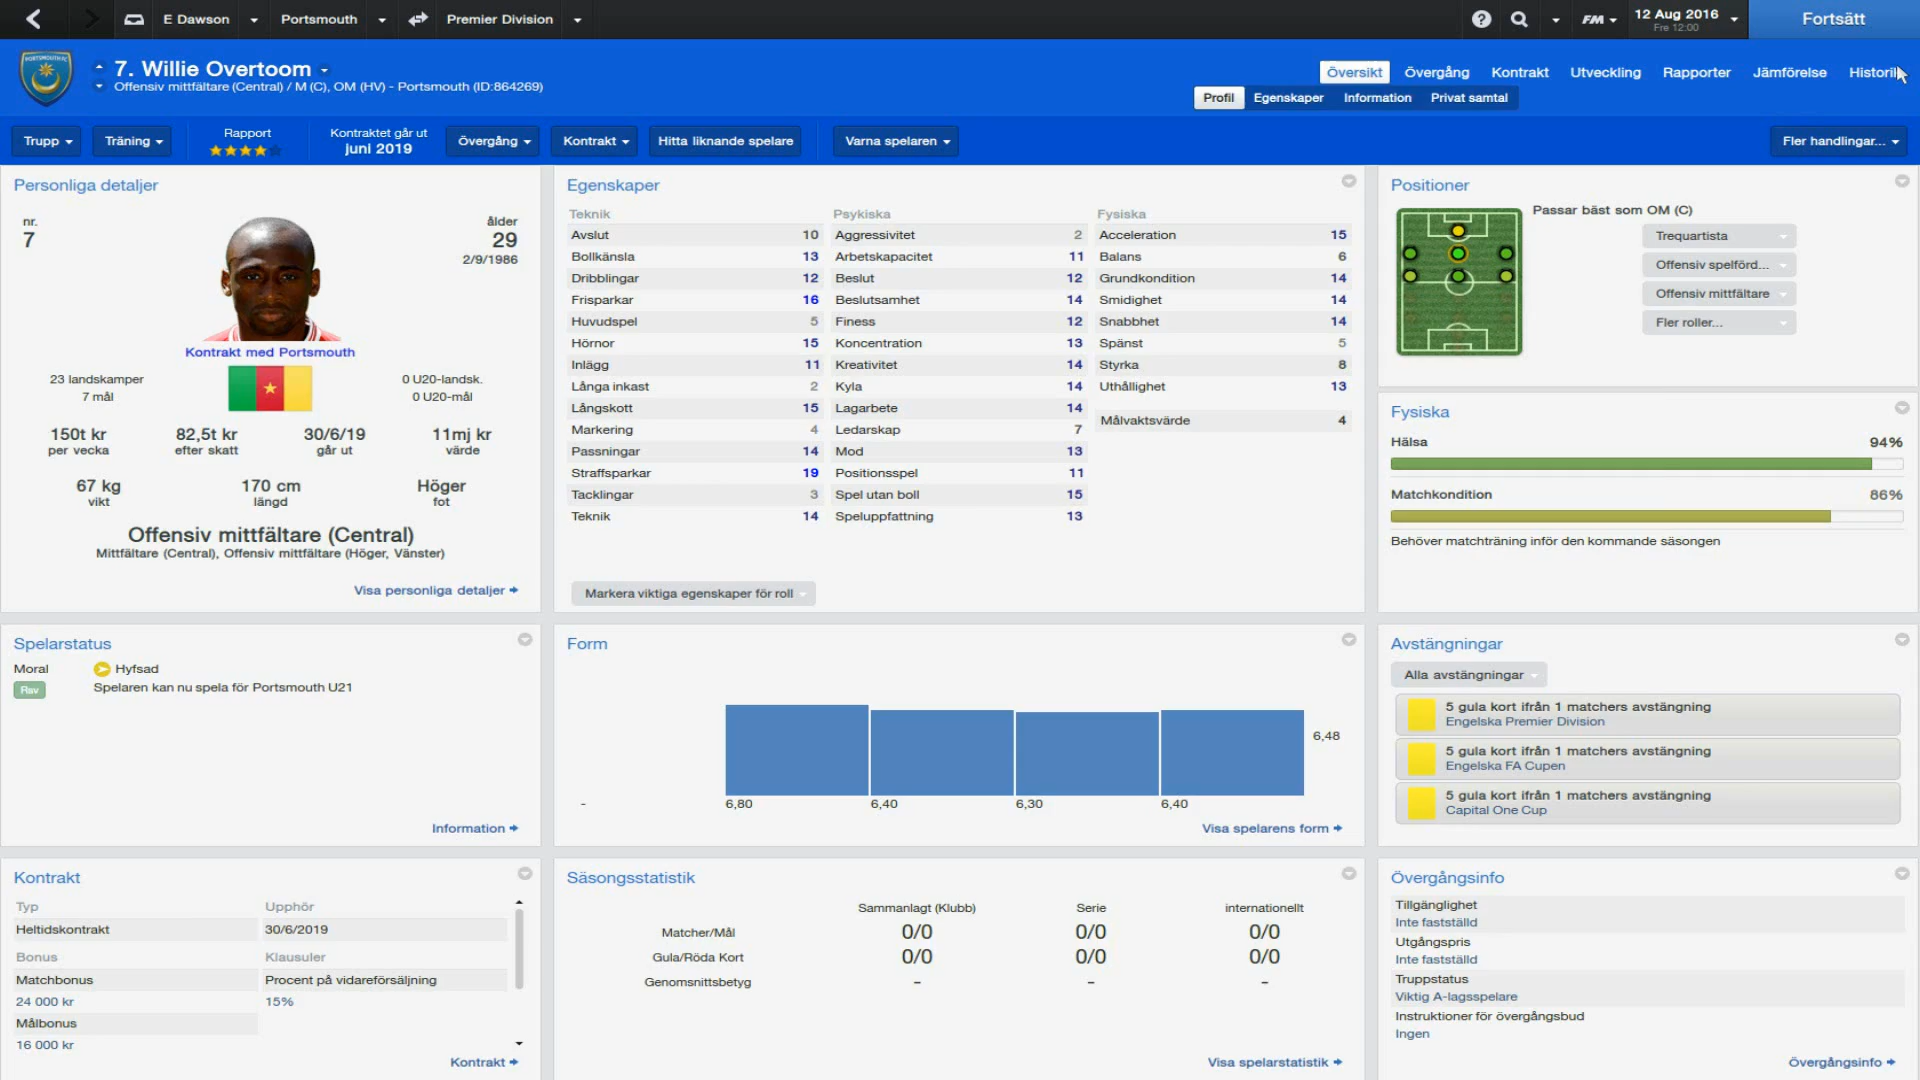 E Dawson
Portsmouth
Premier Division
FM
12 Aug 2016
Fre 12:00
Fortsätt
7. Willie Overtoom
Offensiv mittfältare (Central) / M (C), OM (HV) - Portsmouth (ID:864269)
Översikt Övergång Kontrakt Utveckling Rapporter Jämförelse Historik
Profil Egenskaper Information Privat samtal
Trupp
Träning
Rapport
Kontraktet går ut
juni 2019
Övergång
Kontrakt
Hitta liknande spelare
Varna spelaren
Fler handlingar...
Personliga detaljer
nr.
7
ålder
29
2/9/1986
Kontrakt med Portsmouth
23 landskamper
7 mål
0 U20-landsk.
0 U20-mål
150t kr
per vecka
82,5t kr
efter skatt
30/6/19
går ut
11mj kr
värde
67 kg
vikt
170 cm
längd
Höger
fot
Offensiv mittfältare (Central)
Mittfältare (Central), Offensiv mittfältare (Höger, Vänster)
Visa personliga detaljer
Egenskaper
Teknik
Avslut 10
Bollkänsla 13
Dribblingar 12
Frisparkar 16
Huvudspel 5
Hörnor 15
Inlägg 11
Långa inkast 2
Långskott 15
Markering 4
Passningar 14
Straffsparkar 19
Tacklingar 3
Teknik 14
Psykiska
Aggressivitet 2
Arbetskapacitet 11
Beslut 12
Beslutsamhet 14
Finess 12
Koncentration 13
Kreativitet 14
Kyla 14
Lagarbete 14
Ledarskap 7
Mod 13
Positionsspel 11
Spel utan boll 15
Speluppfattning 13
Fysiska
Acceleration 15
Balans 6
Grundkondition 14
Smidighet 14
Snabbhet 14
Spänst 5
Styrka 8
Uthållighet 13
Målvaktsvärde 4
Markera viktiga egenskaper för roll
Positioner
Passar bäst som OM (C)
Trequartista
Offensiv spelförd...
Offensiv mittfältare
Fler roller...
Fysiska
Hälsa 94%
Matchkondition 86%
Behöver matchträning inför den kommande säsongen
Spelarstatus
Moral Hyfsad
Rsv Spelaren kan nu spela för Portsmouth U21
Information
Form
6,48
- 6,80 6,40 6,30 6,40
Visa spelarens form
Avstängningar
Alla avstängningar
5 gula kort ifrån 1 matchers avstängning
Engelska Premier Division
5 gula kort ifrån 1 matchers avstängning
Engelska FA Cupen
5 gula kort ifrån 1 matchers avstängning
Capital One Cup
Kontrakt
Typ Upphör
Heltidskontrakt 30/6/2019
Bonus Klausuler
Matchbonus Procent på vidareförsäljning
24 000 kr 15%
Målbonus
16 000 kr
Kontrakt
Säsongsstatistik
Sammanlagt (Klubb) Serie internationellt
Matcher/Mål 0/0 0/0 0/0
Gula/Röda Kort 0/0 0/0 0/0
Genomsnittsbetyg - - -
Visa spelarstatistik
Övergångsinfo
Tillgänglighet
Inte fastställd
Utgångspris
Inte fastställd
Truppstatus
Viktig A-lagsspelare
Instruktioner för övergångsbud
Ingen
Övergångsinfo